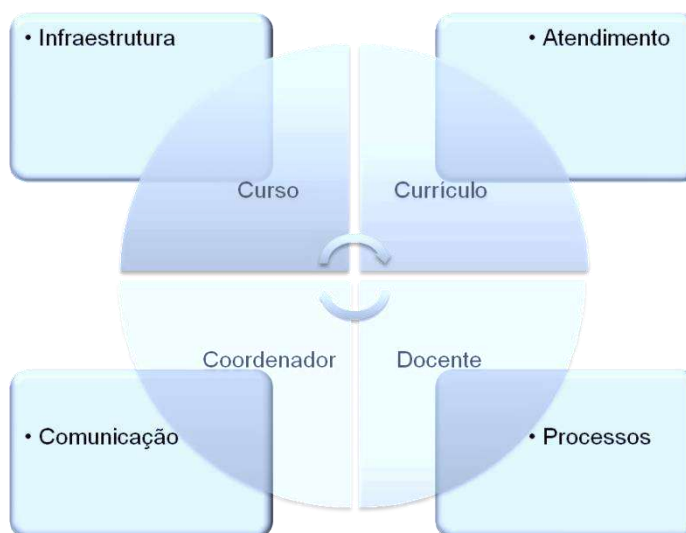 • Infraestrutura
• Atendimento
Curso
Currículo
Coordenador
Docente
• Comunicação
• Processos